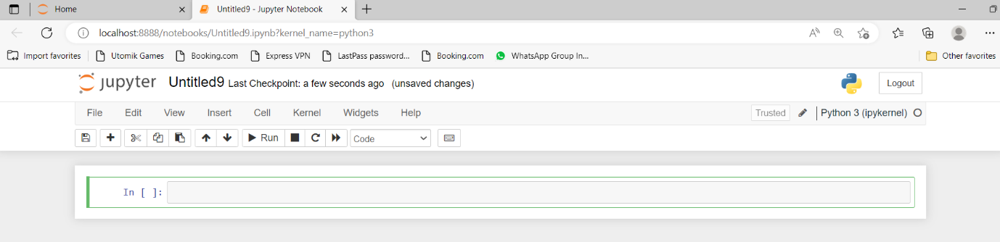 Home
Untitled9 - Jupyter Notebook
localhost:8888/notebooks/Untitled9.ipynb?kernel_name=python3
Import favorites Utomik Games Booking.com Express VPN LastPass password... Booking.com WhatsApp Group In... Other favorites
jupyter Untitled9 Last Checkpoint: a few seconds ago (unsaved changes) Logout
File Edit View Insert Cell Kernel Widgets Help Trusted Python 3 (ipykernel)
Run Code
In [ ]: